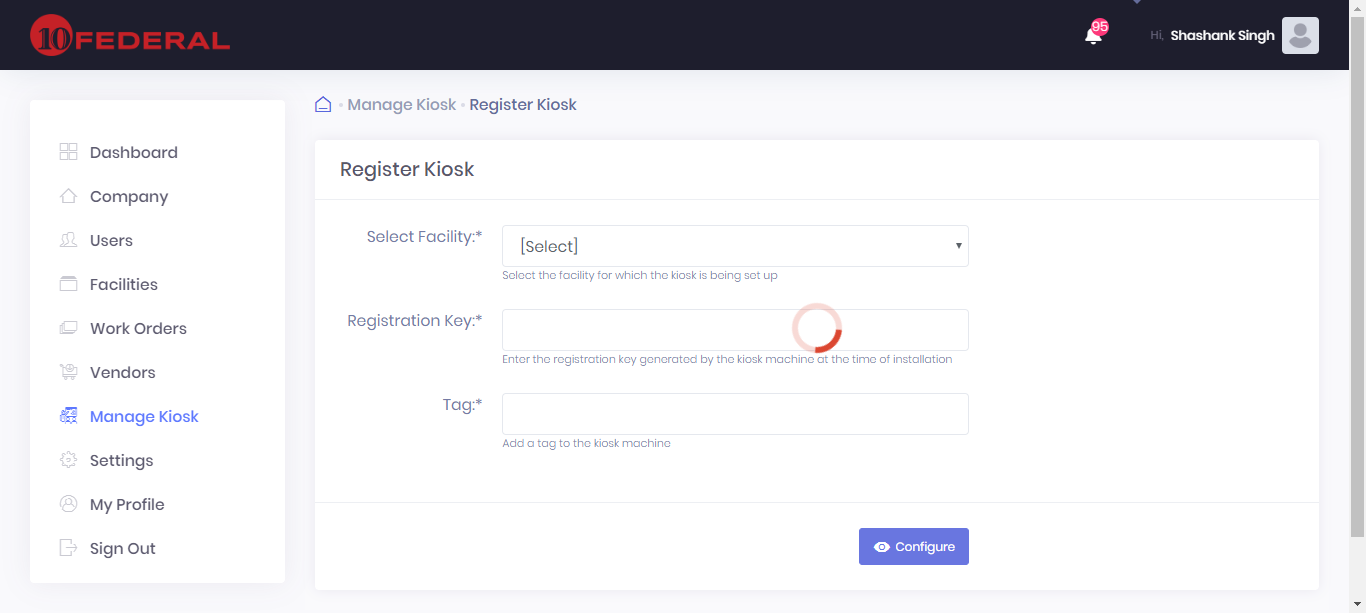 10 FEDERAL
95
Hi, Shashank Singh
Manage Kiosk Register Kiosk
Dashboard
Company
Users
Facilities
Work Orders
Vendors
Manage Kiosk
Settings
My Profile
Sign Out
Register Kiosk
Select Facility:* [Select]
Select the facility for which the kiosk is being set up
Registration Key:*
Enter the registration key generated by the kiosk machine at the time of installation
Tag:*
Add a tag to the kiosk machine
Configure